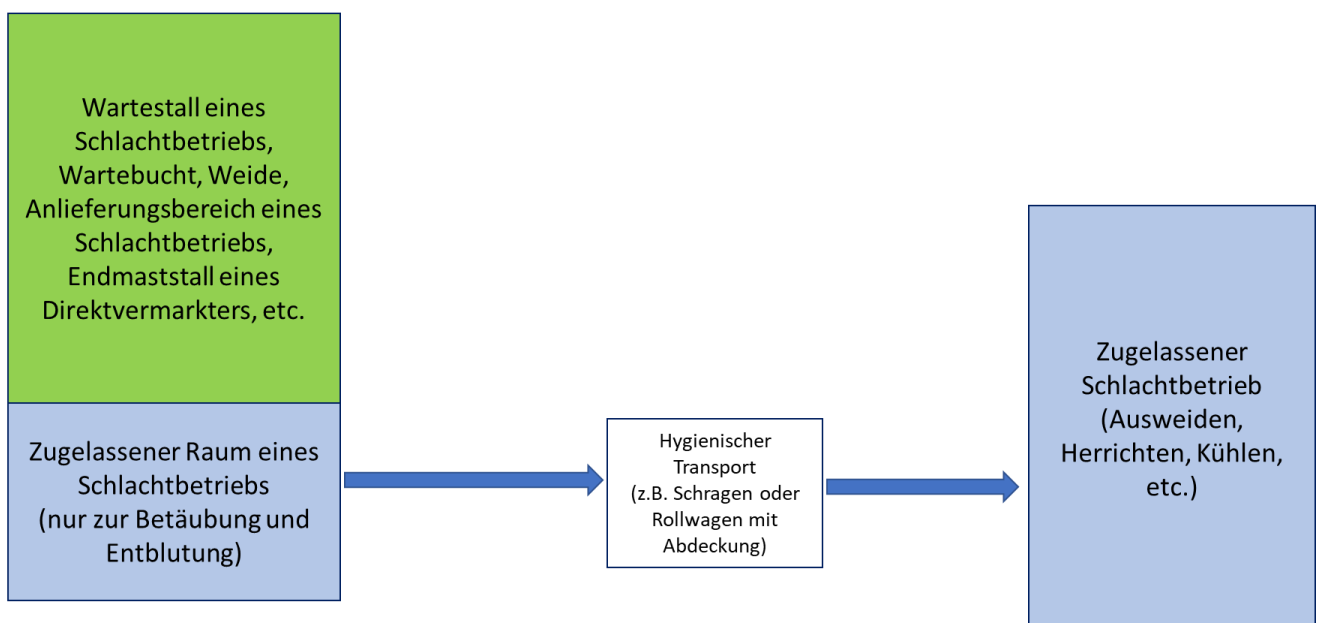 Wartestall eines
Schlachtbetriebs,
Wartebucht, Weide,
Anlieferungsbereich eines
Schlachtbetriebs,
Endmaststall eines
Direktvermarkters, etc.
Zugelassener Raum eines
Schlachtbetriebs
(nur zur Betäubung und
Entblutung)
Hygienischer
Transport
(z.B. Schragen oder
Rollwagen mit
Abdeckung)
Zugelassener
Schlachtbetrieb
(Ausweiden,
Herrichten, Kühlen,
etc.)